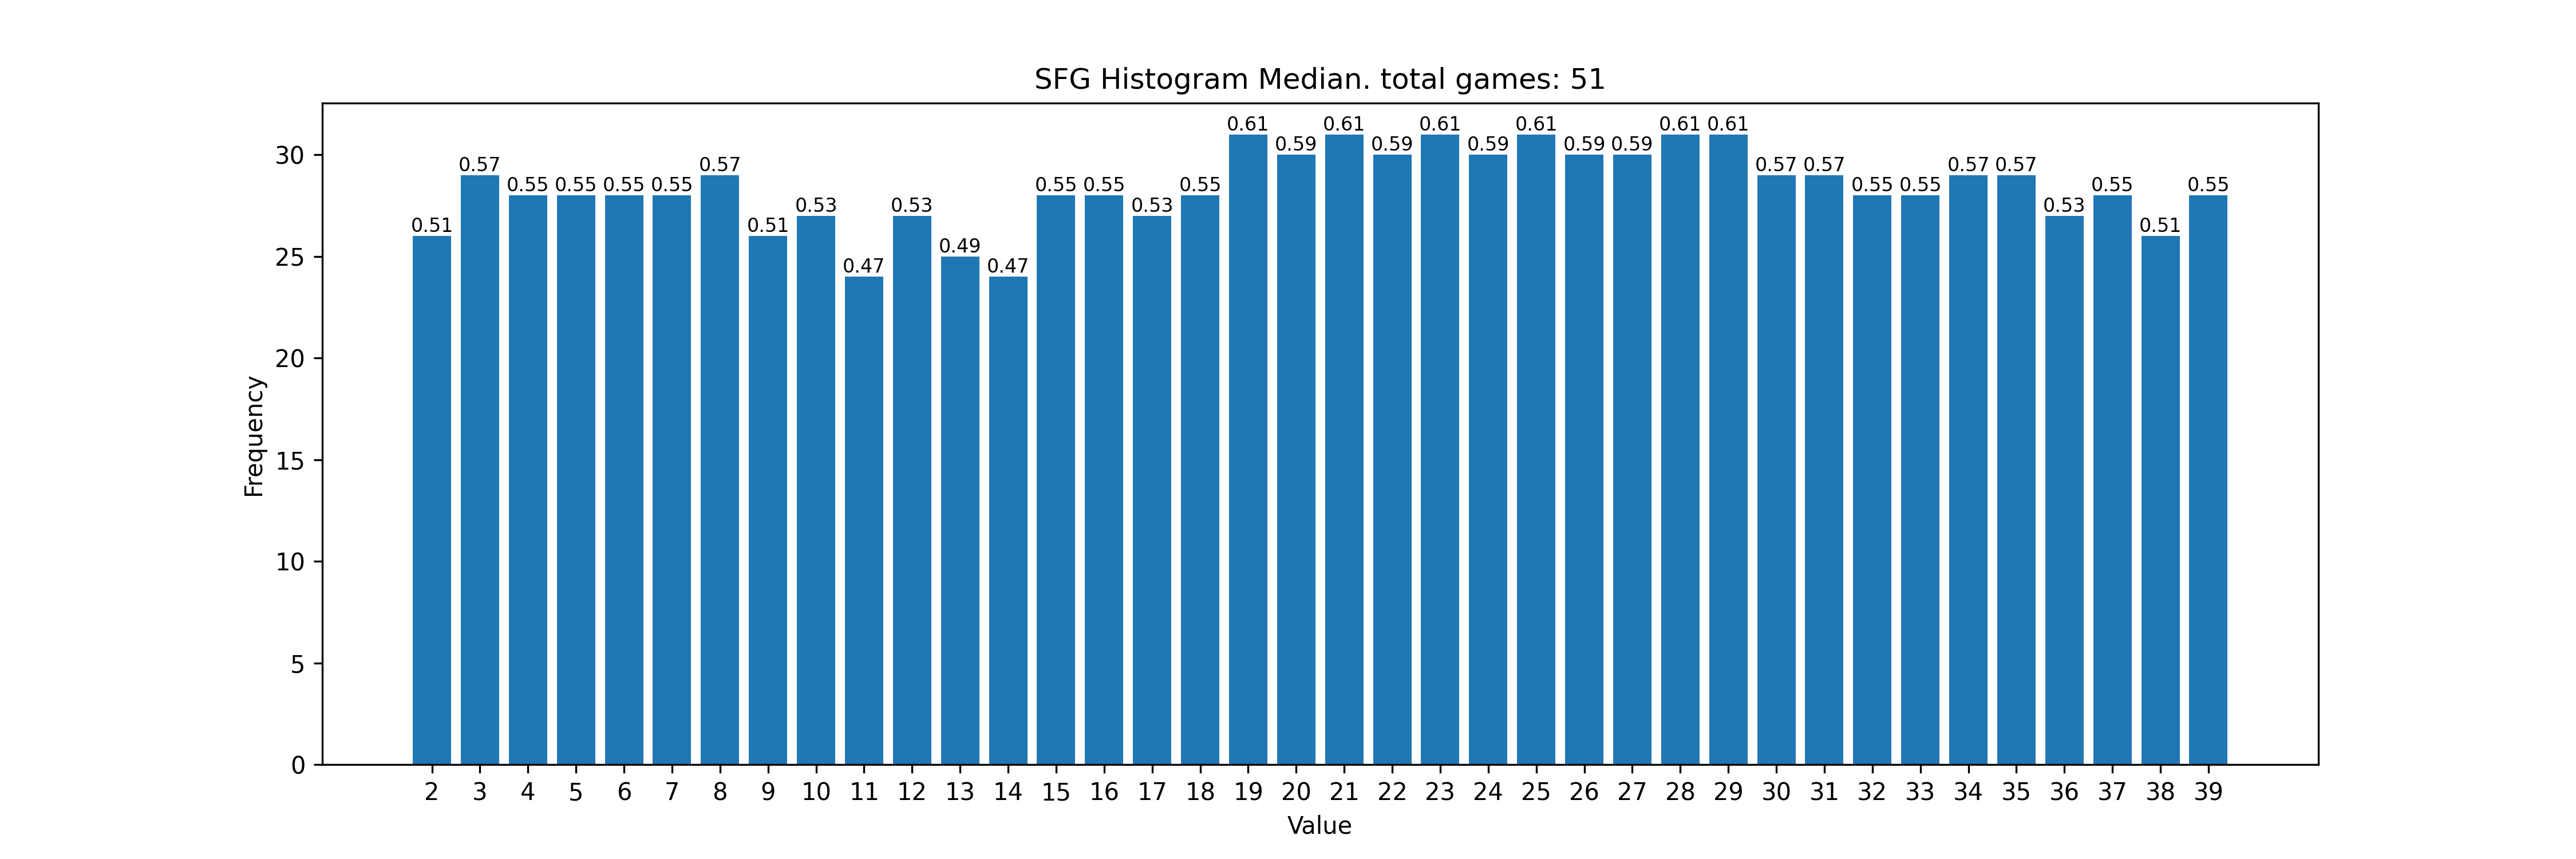 SFG Histogram Median. total games: 51
0.51 0.57 0.55 0.55 0.55 0.55 0.57 0.51 0.53 0.47 0.53 0.49 0.47 0.55 0.55 0.53 0.55 0.61 0.59 0.61 0.59 0.61 0.59 0.61 0.59 0.59 0.61 0.61 0.57 0.57 0.55 0.55 0.57 0.57 0.53 0.55 0.51 0.55
30
25
20
15
10
5
0
Frequency
2 3 4 5 6 7 8 9 10 11 12 13 14 15 16 17 18 19 20 21 22 23 24 25 26 27 28 29 30 31 32 33 34 35 36 37 38 39
Value